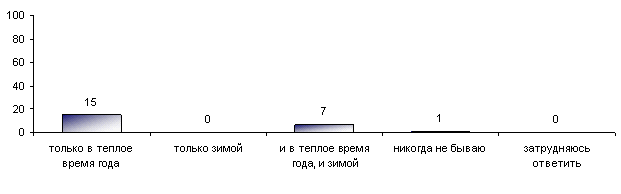 100
80
60
40
20
0
15
0
7
1
0
только в теплое
время года
только зимой
и в теплое время
года, и зимой
никогда не бываю
затрудняюсь
ответить